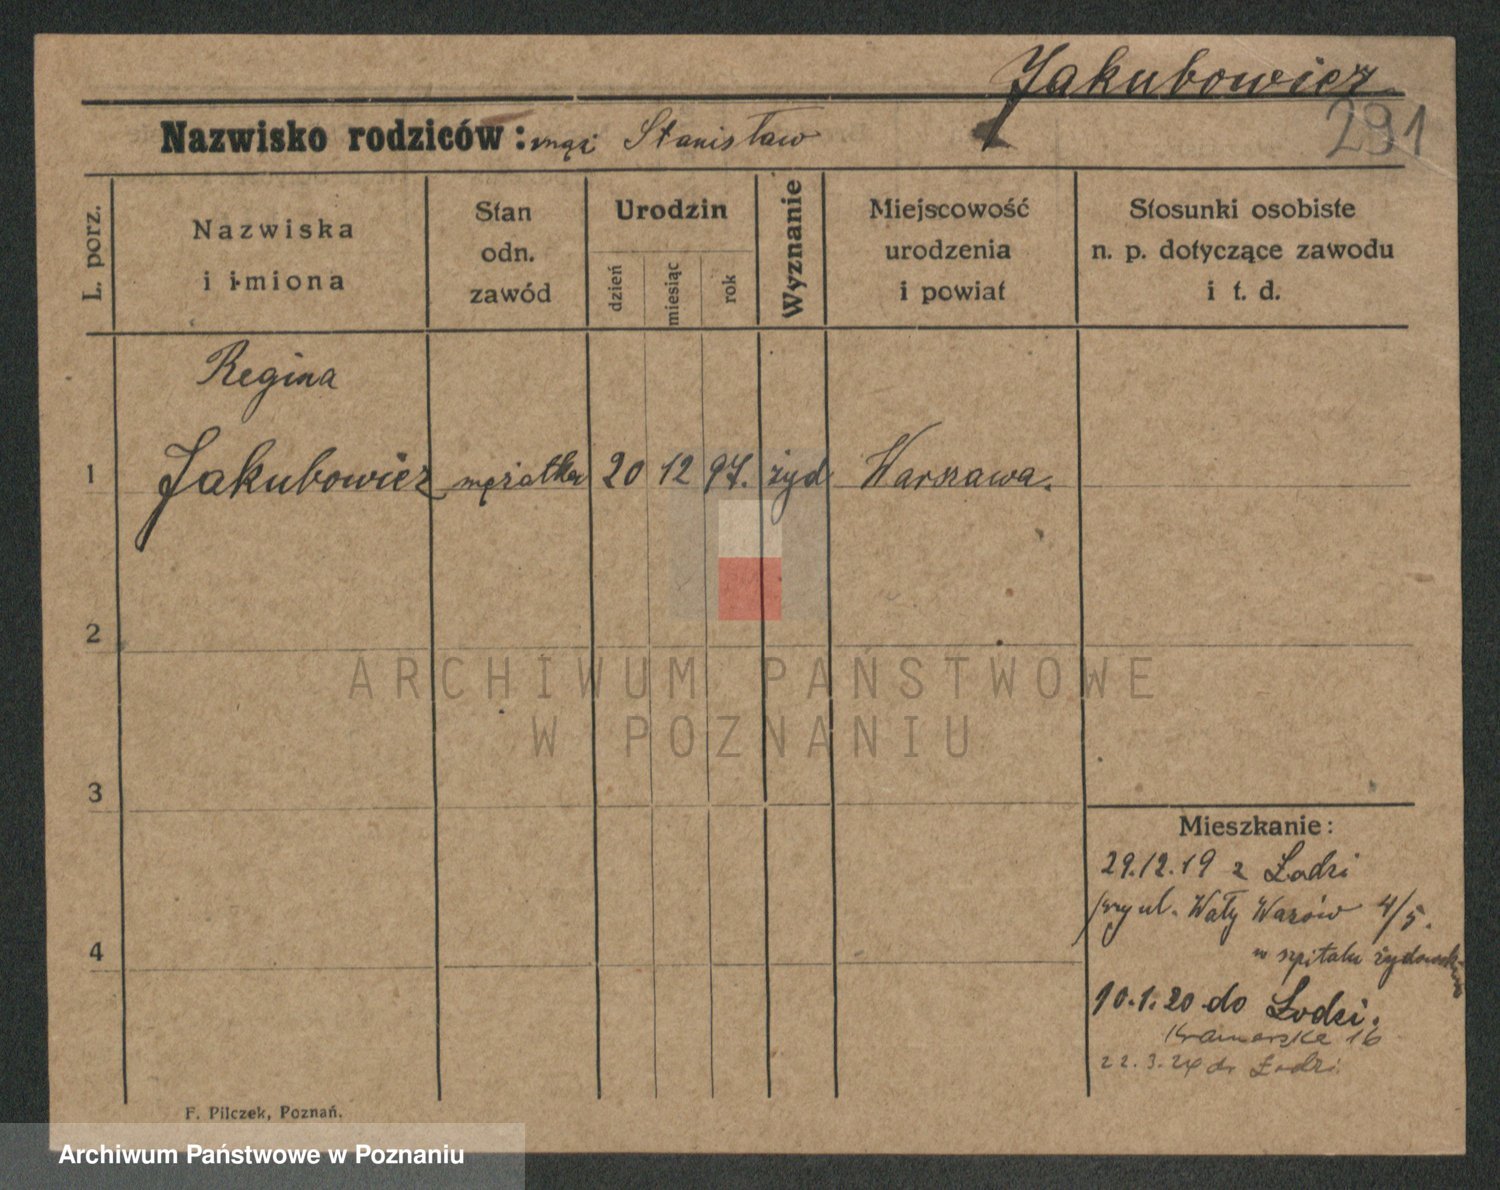 Jakubowicz
291
Nazwisko rodziców: mąż Stanisław
L. porz.
Nazwiska
i imiona
Stan
odn.
zawód
Urodzin
dzień
miesiąc
rok
Wyznanie
Miejscowość
urodzenia
i powiat
Stosunki osobiste
n. p. dotyczące zawodu
i t. d.
Regina
1 Jakubowicz mężatka 20 12 97. żyd Warszawa.
2
3
4
ARCHIWUM PAŃSTWOWE
W POZNANIU
Mieszkanie:
29.12.19 z Łodzi
przy ul. Wały Wazów 4/5.
w szpitalu żydowskim
10.1.20 do Łodzi.
Kramarska 16
22.3.24 do Łodzi
F. Pilczek, Poznań.
Archiwum Państwowe w Poznaniu